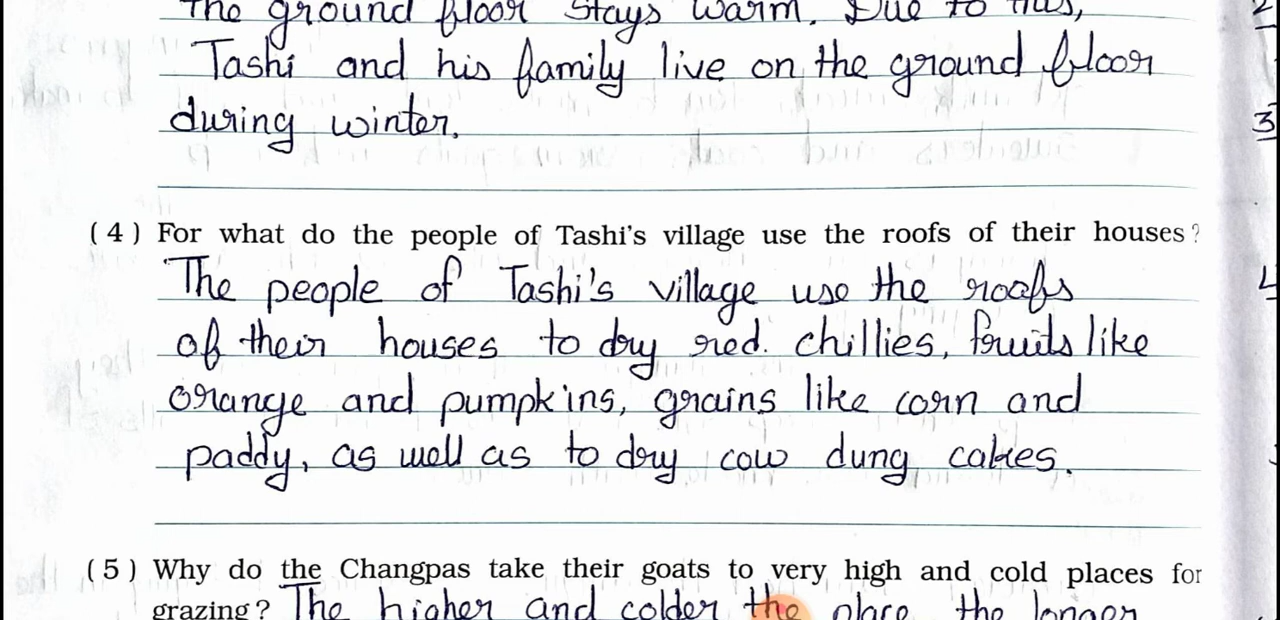 The ground floor stays warm. Due to this,
Tashi and his family live on the ground floor
during winter.
3
(4) For what do the people of Tashi's village use the roofs of their houses?
The people of Tashi's village use the roofs
of their houses to dry red. chillies, fruits like
orange and pumpkins, grains like corn and
paddy, as well as to dry cow dung cakes.
(5) Why do the Changpas take their goats to very high and cold places for
grazing? The higher and colder the place, the longer